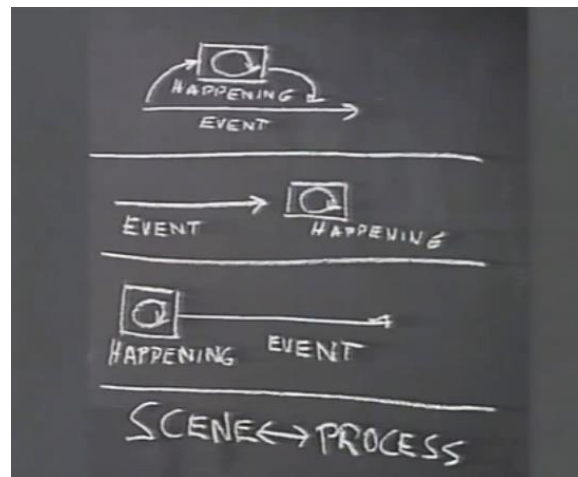 HAPPENING
EVENT
EVENT HAPPENING
HAPPENING EVENT
SCENE↔PROCESS